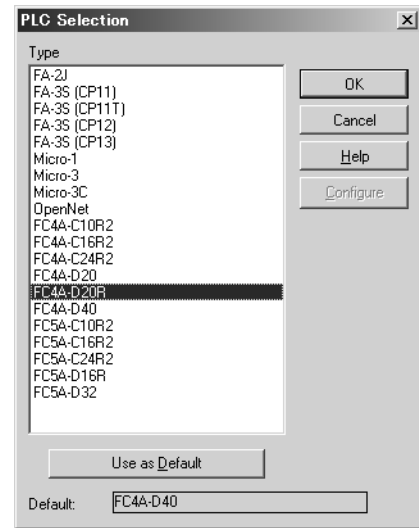 PLC Selection
Type
FA-2J
FA-3S (CP11)
FA-3S (CP11T)
FA-3S (CP12)
FA-3S (CP13)
Micro-1
Micro-3
Micro-3C
OpenNet
FC4A-C10R2
FC4A-C16R2
FC4A-C24R2
FC4A-D20
FC4A-D20R
FC4A-D40
FC5A-C10R2
FC5A-C16R2
FC5A-C24R2
FC5A-D16R
FC5A-D32
OK
Cancel
Help
Configure
Use as Default
Default: FC4A-D40